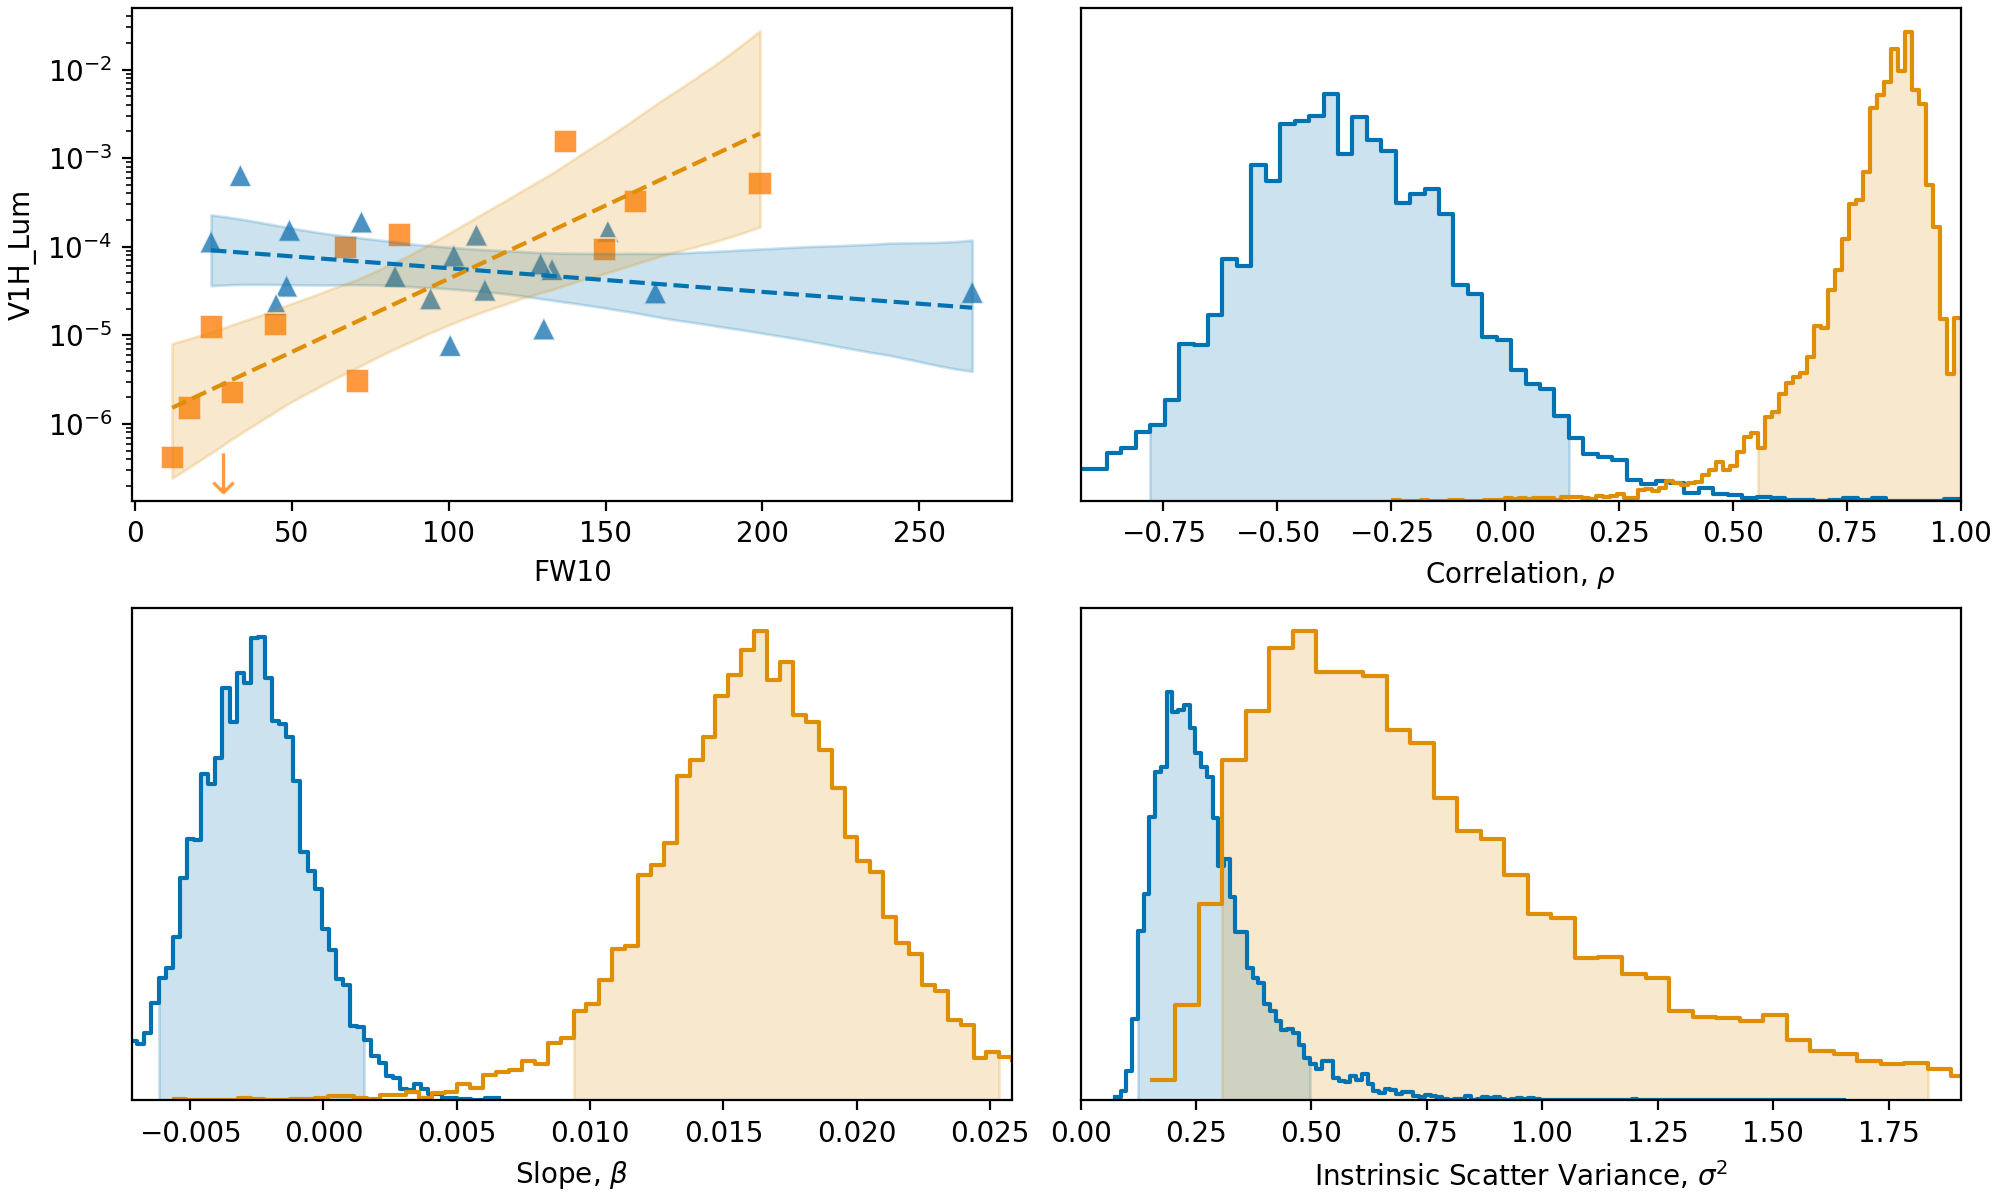 V1H_Lum
10⁻²
10⁻³
10⁻⁴
10⁻⁵
10⁻⁶
0 50 100 150 200 250
FW10
−0.75 −0.50 −0.25 0.00 0.25 0.50 0.75 1.00
Correlation, ρ
−0.005 0.000 0.005 0.010 0.015 0.020 0.025
Slope, β
0.00 0.25 0.50 0.75 1.00 1.25 1.50 1.75
Instrinsic Scatter Variance, σ²